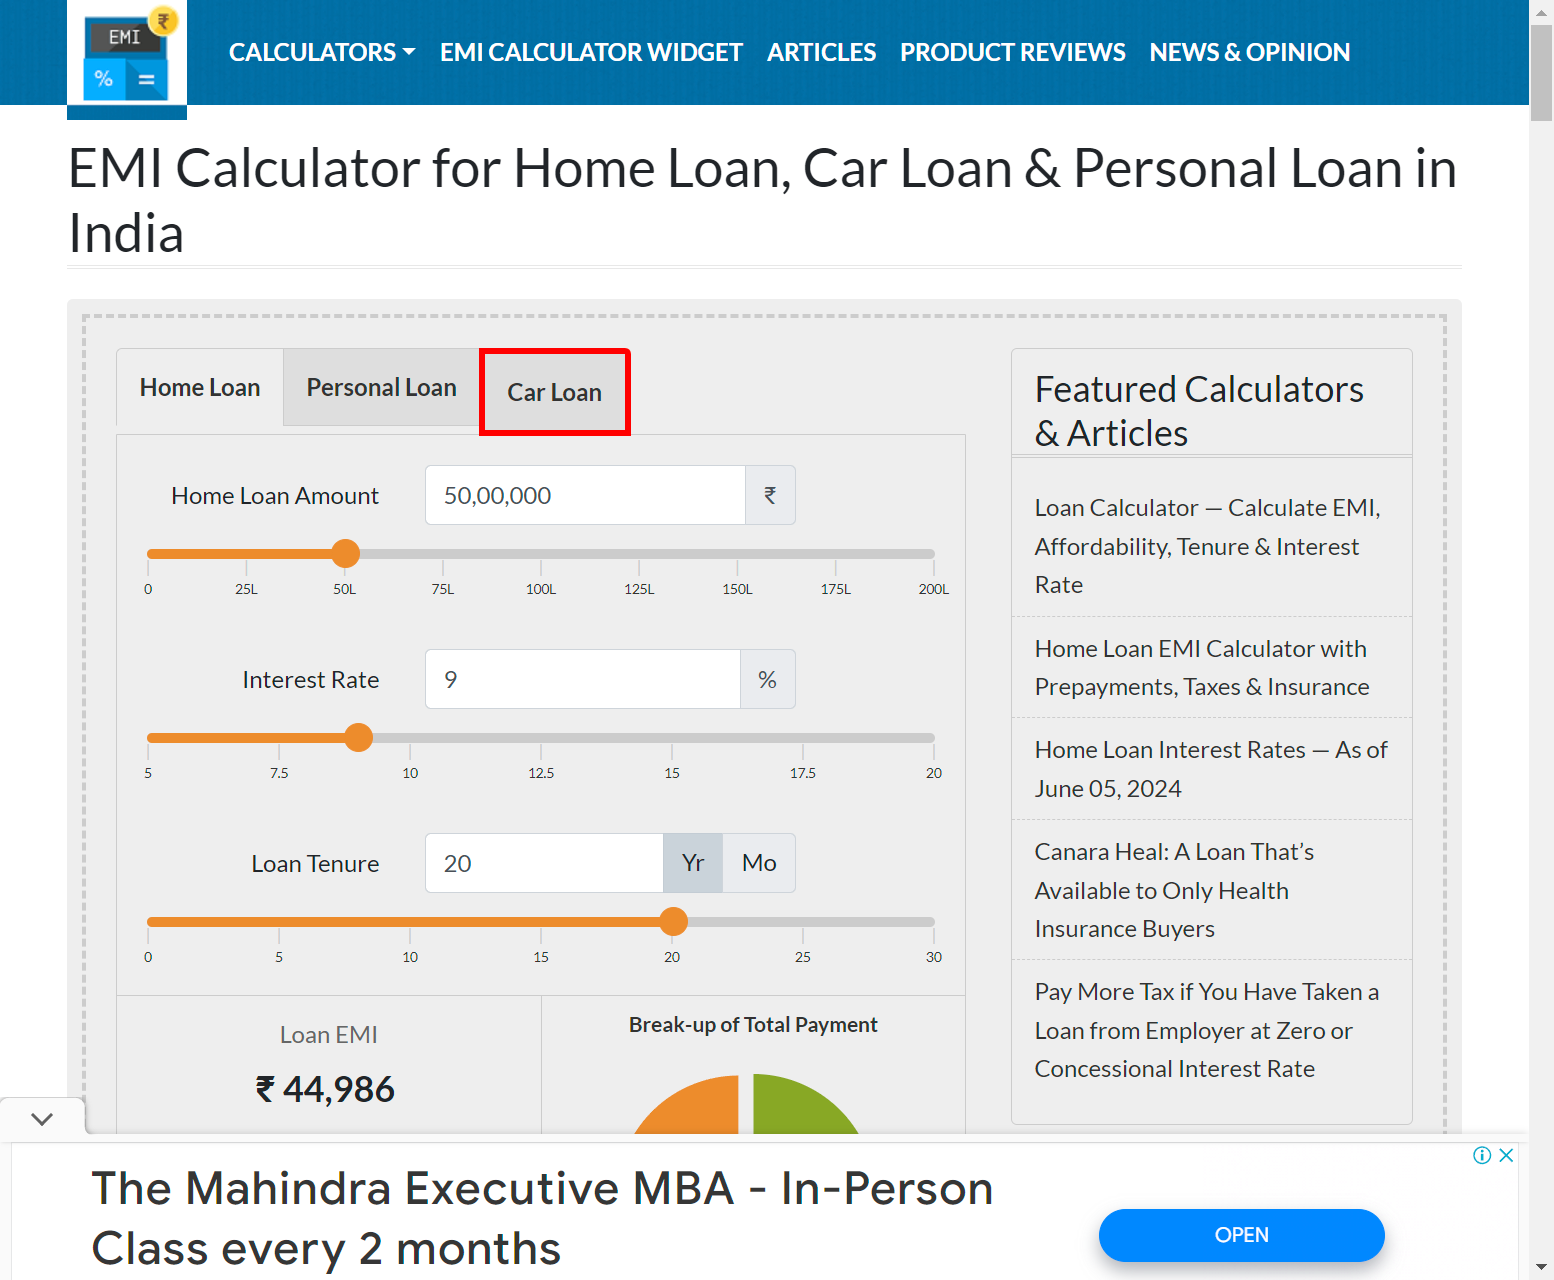 EMI
%
=
₹
CALCULATORS
EMI CALCULATOR WIDGET
ARTICLES
PRODUCT REVIEWS
NEWS & OPINION
EMI Calculator for Home Loan, Car Loan & Personal Loan in
India
Home Loan
Personal Loan
Car Loan
Home Loan Amount
50,00,000
₹
0 25L 50L 75L 100L 125L 150L 175L 200L
Interest Rate
9
%
5 7.5 10 12.5 15 17.5 20
Loan Tenure
20
Yr
Mo
0 5 10 15 20 25 30
Loan EMI
₹ 44,986
Break-up of Total Payment
Featured Calculators
& Articles
Loan Calculator — Calculate EMI,
Affordability, Tenure & Interest
Rate
Home Loan EMI Calculator with
Prepayments, Taxes & Insurance
Home Loan Interest Rates — As of
June 05, 2024
Canara Heal: A Loan That’s
Available to Only Health
Insurance Buyers
Pay More Tax if You Have Taken a
Loan from Employer at Zero or
Concessional Interest Rate
The Mahindra Executive MBA - In-Person
Class every 2 months
OPEN